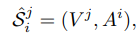 $\hat{\mathcal{S}}_i^j = (V^j, A^i),$